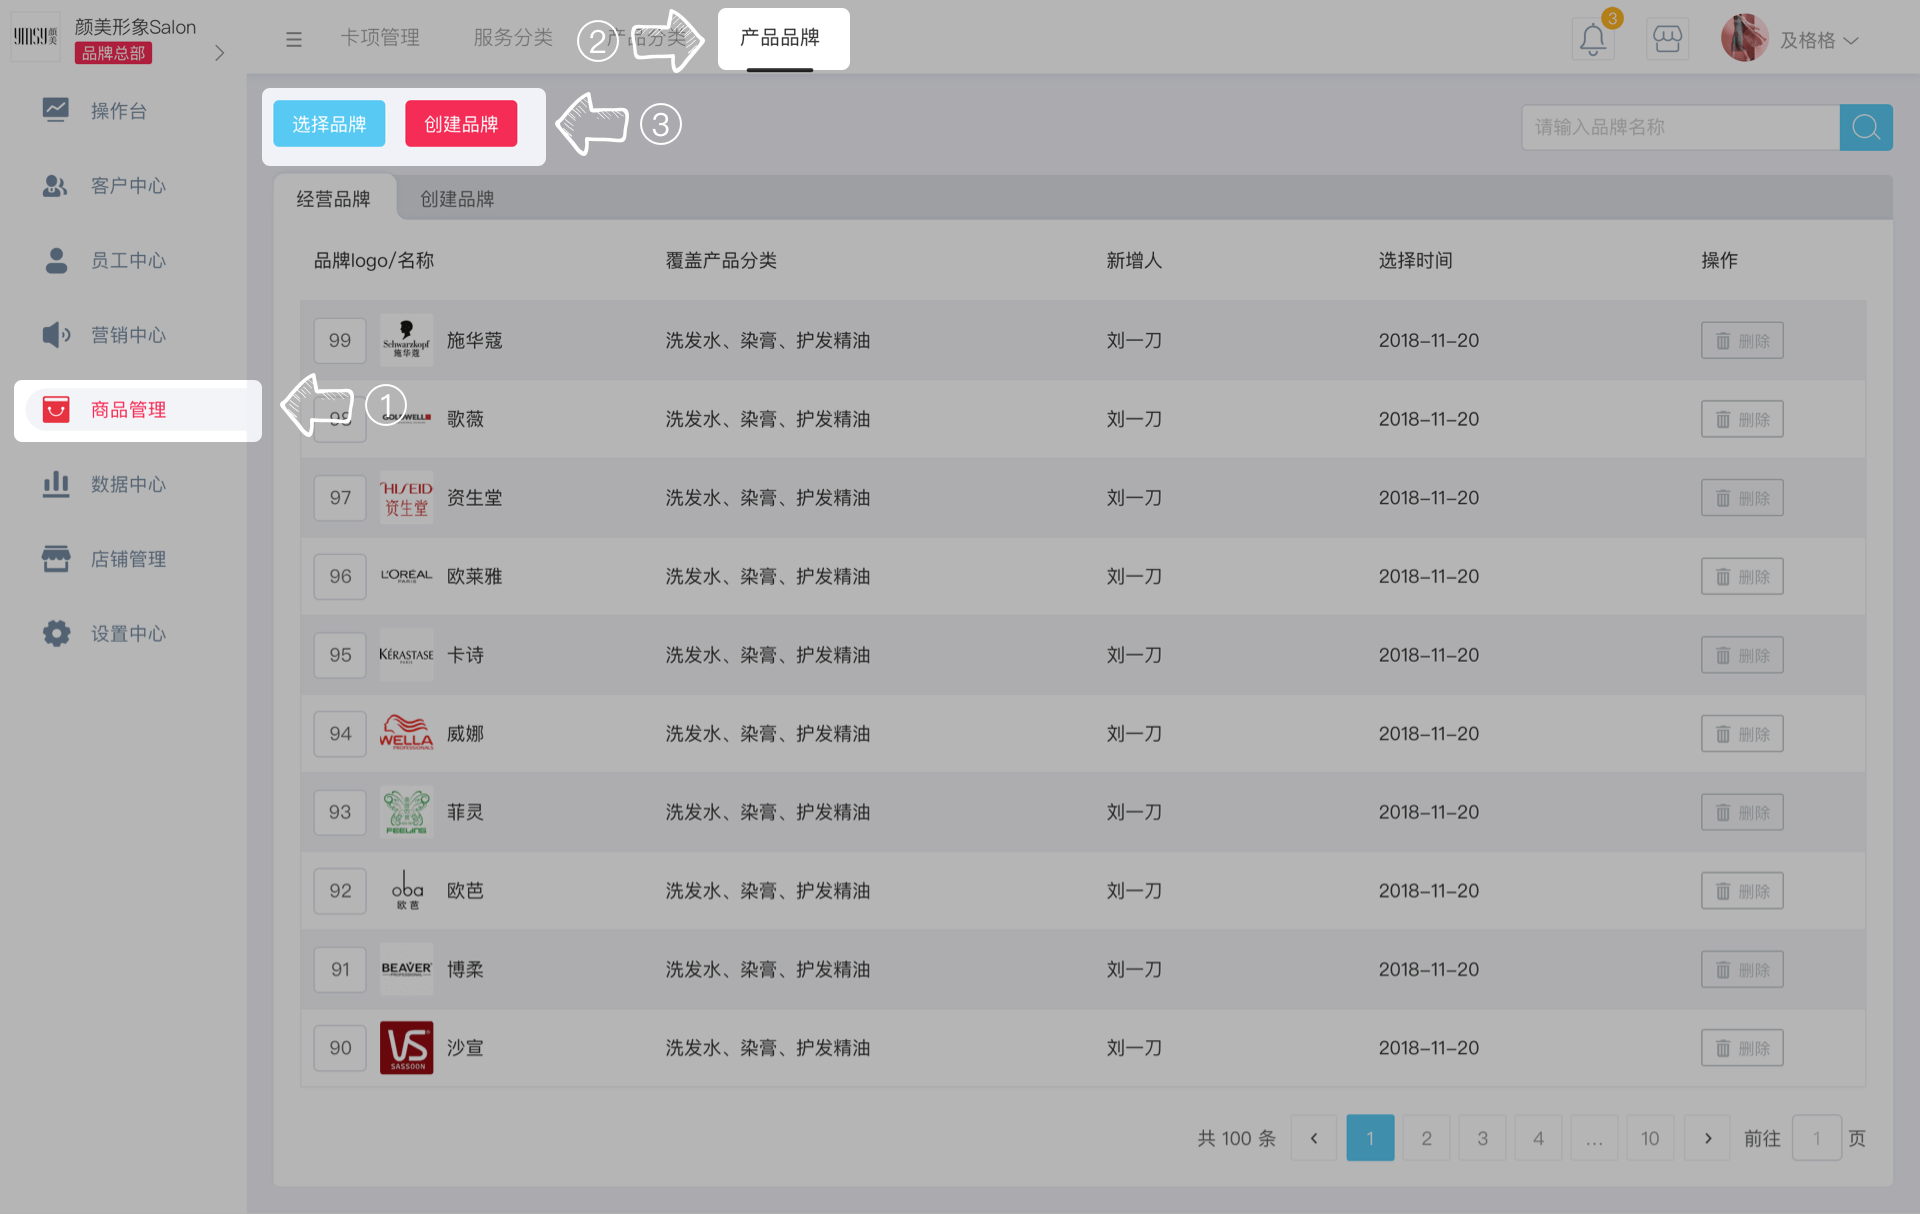 颜美形象Salon
品牌总部
卡项管理
服务分类
产品分类
②
产品品牌
3
及格格
操作台
客户中心
员工中心
营销中心
商品管理
数据中心
店铺管理
设置中心
选择品牌
创建品牌
③
请输入品牌名称
经营品牌
创建品牌
品牌logo/名称 覆盖产品分类 新增人 选择时间 操作
99 Schwarzkopf 施华蔻 施华蔻 洗发水、染膏、护发精油 刘一刀 2018-11-20 删除
①
98 GOLDWELL 歌薇 洗发水、染膏、护发精油 刘一刀 2018-11-20 删除
97 HISEID 资生堂 资生堂 洗发水、染膏、护发精油 刘一刀 2018-11-20 删除
96 L'ORÉAL PARIS 欧莱雅 洗发水、染膏、护发精油 刘一刀 2018-11-20 删除
95 KÉRASTASE PARIS 卡诗 洗发水、染膏、护发精油 刘一刀 2018-11-20 删除
94 WELLA PROFESSIONALS 威娜 洗发水、染膏、护发精油 刘一刀 2018-11-20 删除
93 FEELING 菲灵 洗发水、染膏、护发精油 刘一刀 2018-11-20 删除
92 oba 欧芭 欧芭 洗发水、染膏、护发精油 刘一刀 2018-11-20 删除
91 BEAVER PROFESSIONAL 博柔 洗发水、染膏、护发精油 刘一刀 2018-11-20 删除
90 VS SASSOON 沙宣 洗发水、染膏、护发精油 刘一刀 2018-11-20 删除
共 100 条 1 2 3 4 ... 10 前往 1 页